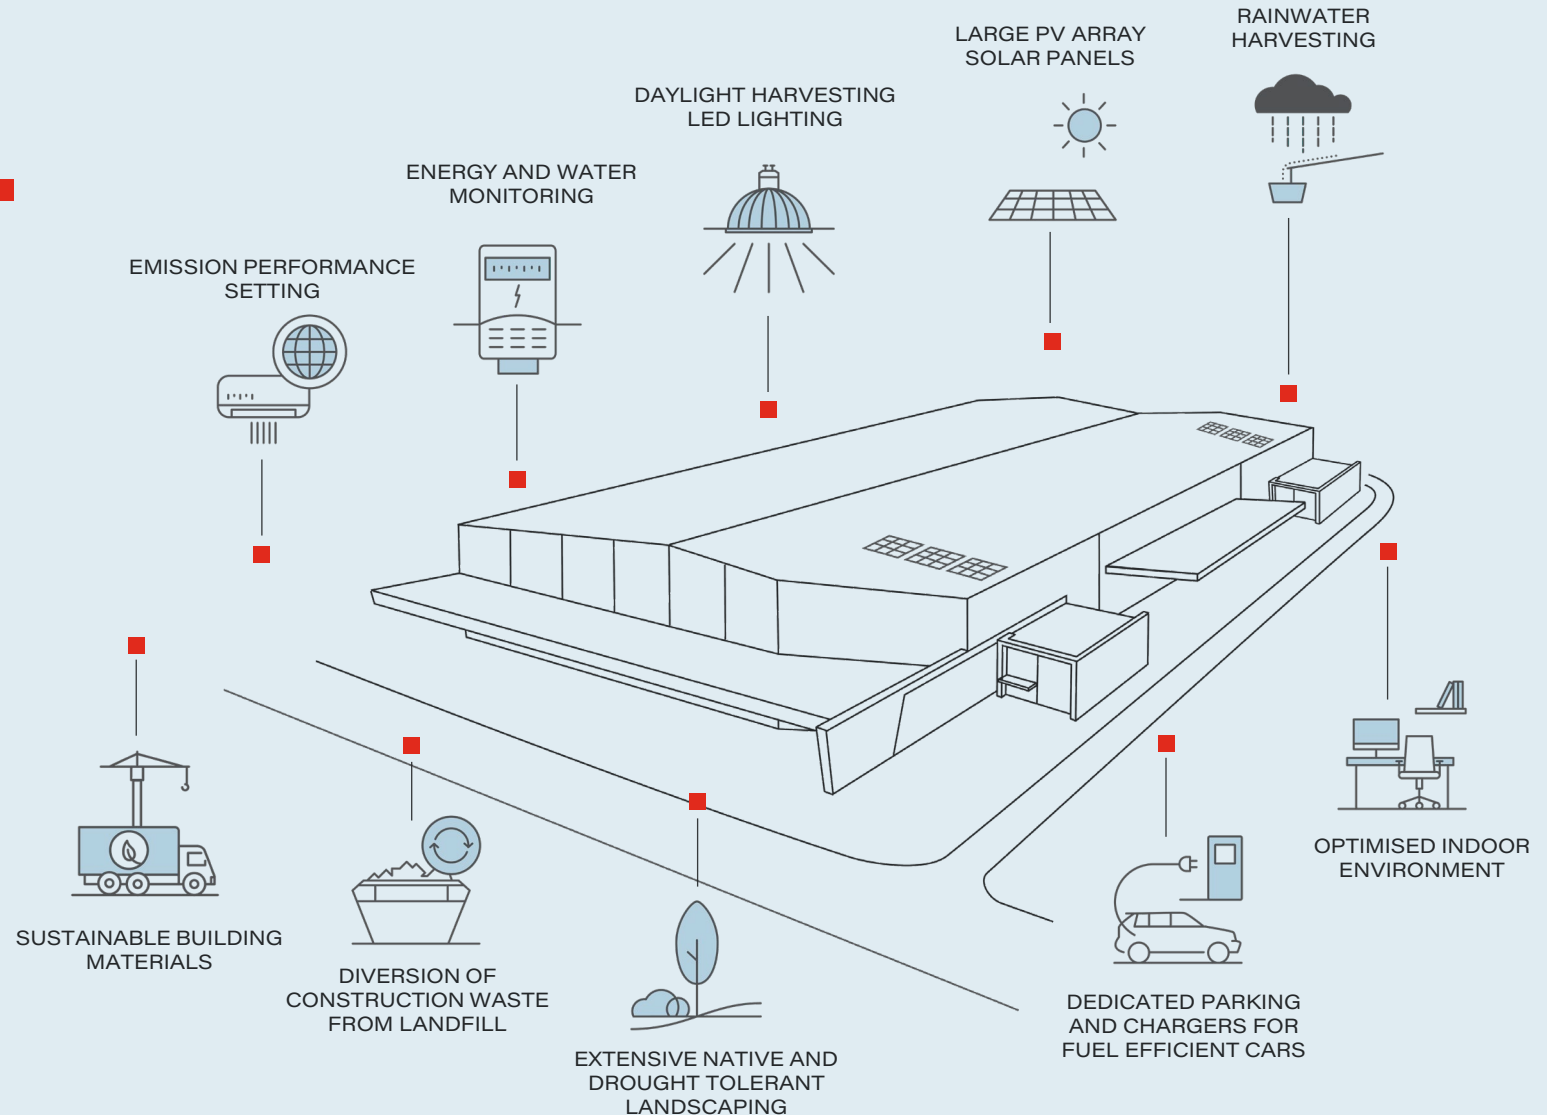 RAINWATER
HARVESTING
LARGE PV ARRAY
SOLAR PANELS
DAYLIGHT HARVESTING
LED LIGHTING
ENERGY AND WATER
MONITORING
EMISSION PERFORMANCE
SETTING
OPTIMISED INDOOR
ENVIRONMENT
SUSTAINABLE BUILDING
MATERIALS
DIVERSION OF
CONSTRUCTION WASTE
FROM LANDFILL
DEDICATED PARKING
AND CHARGERS FOR
FUEL EFFICIENT CARS
EXTENSIVE NATIVE AND
DROUGHT TOLERANT
LANDSCAPING